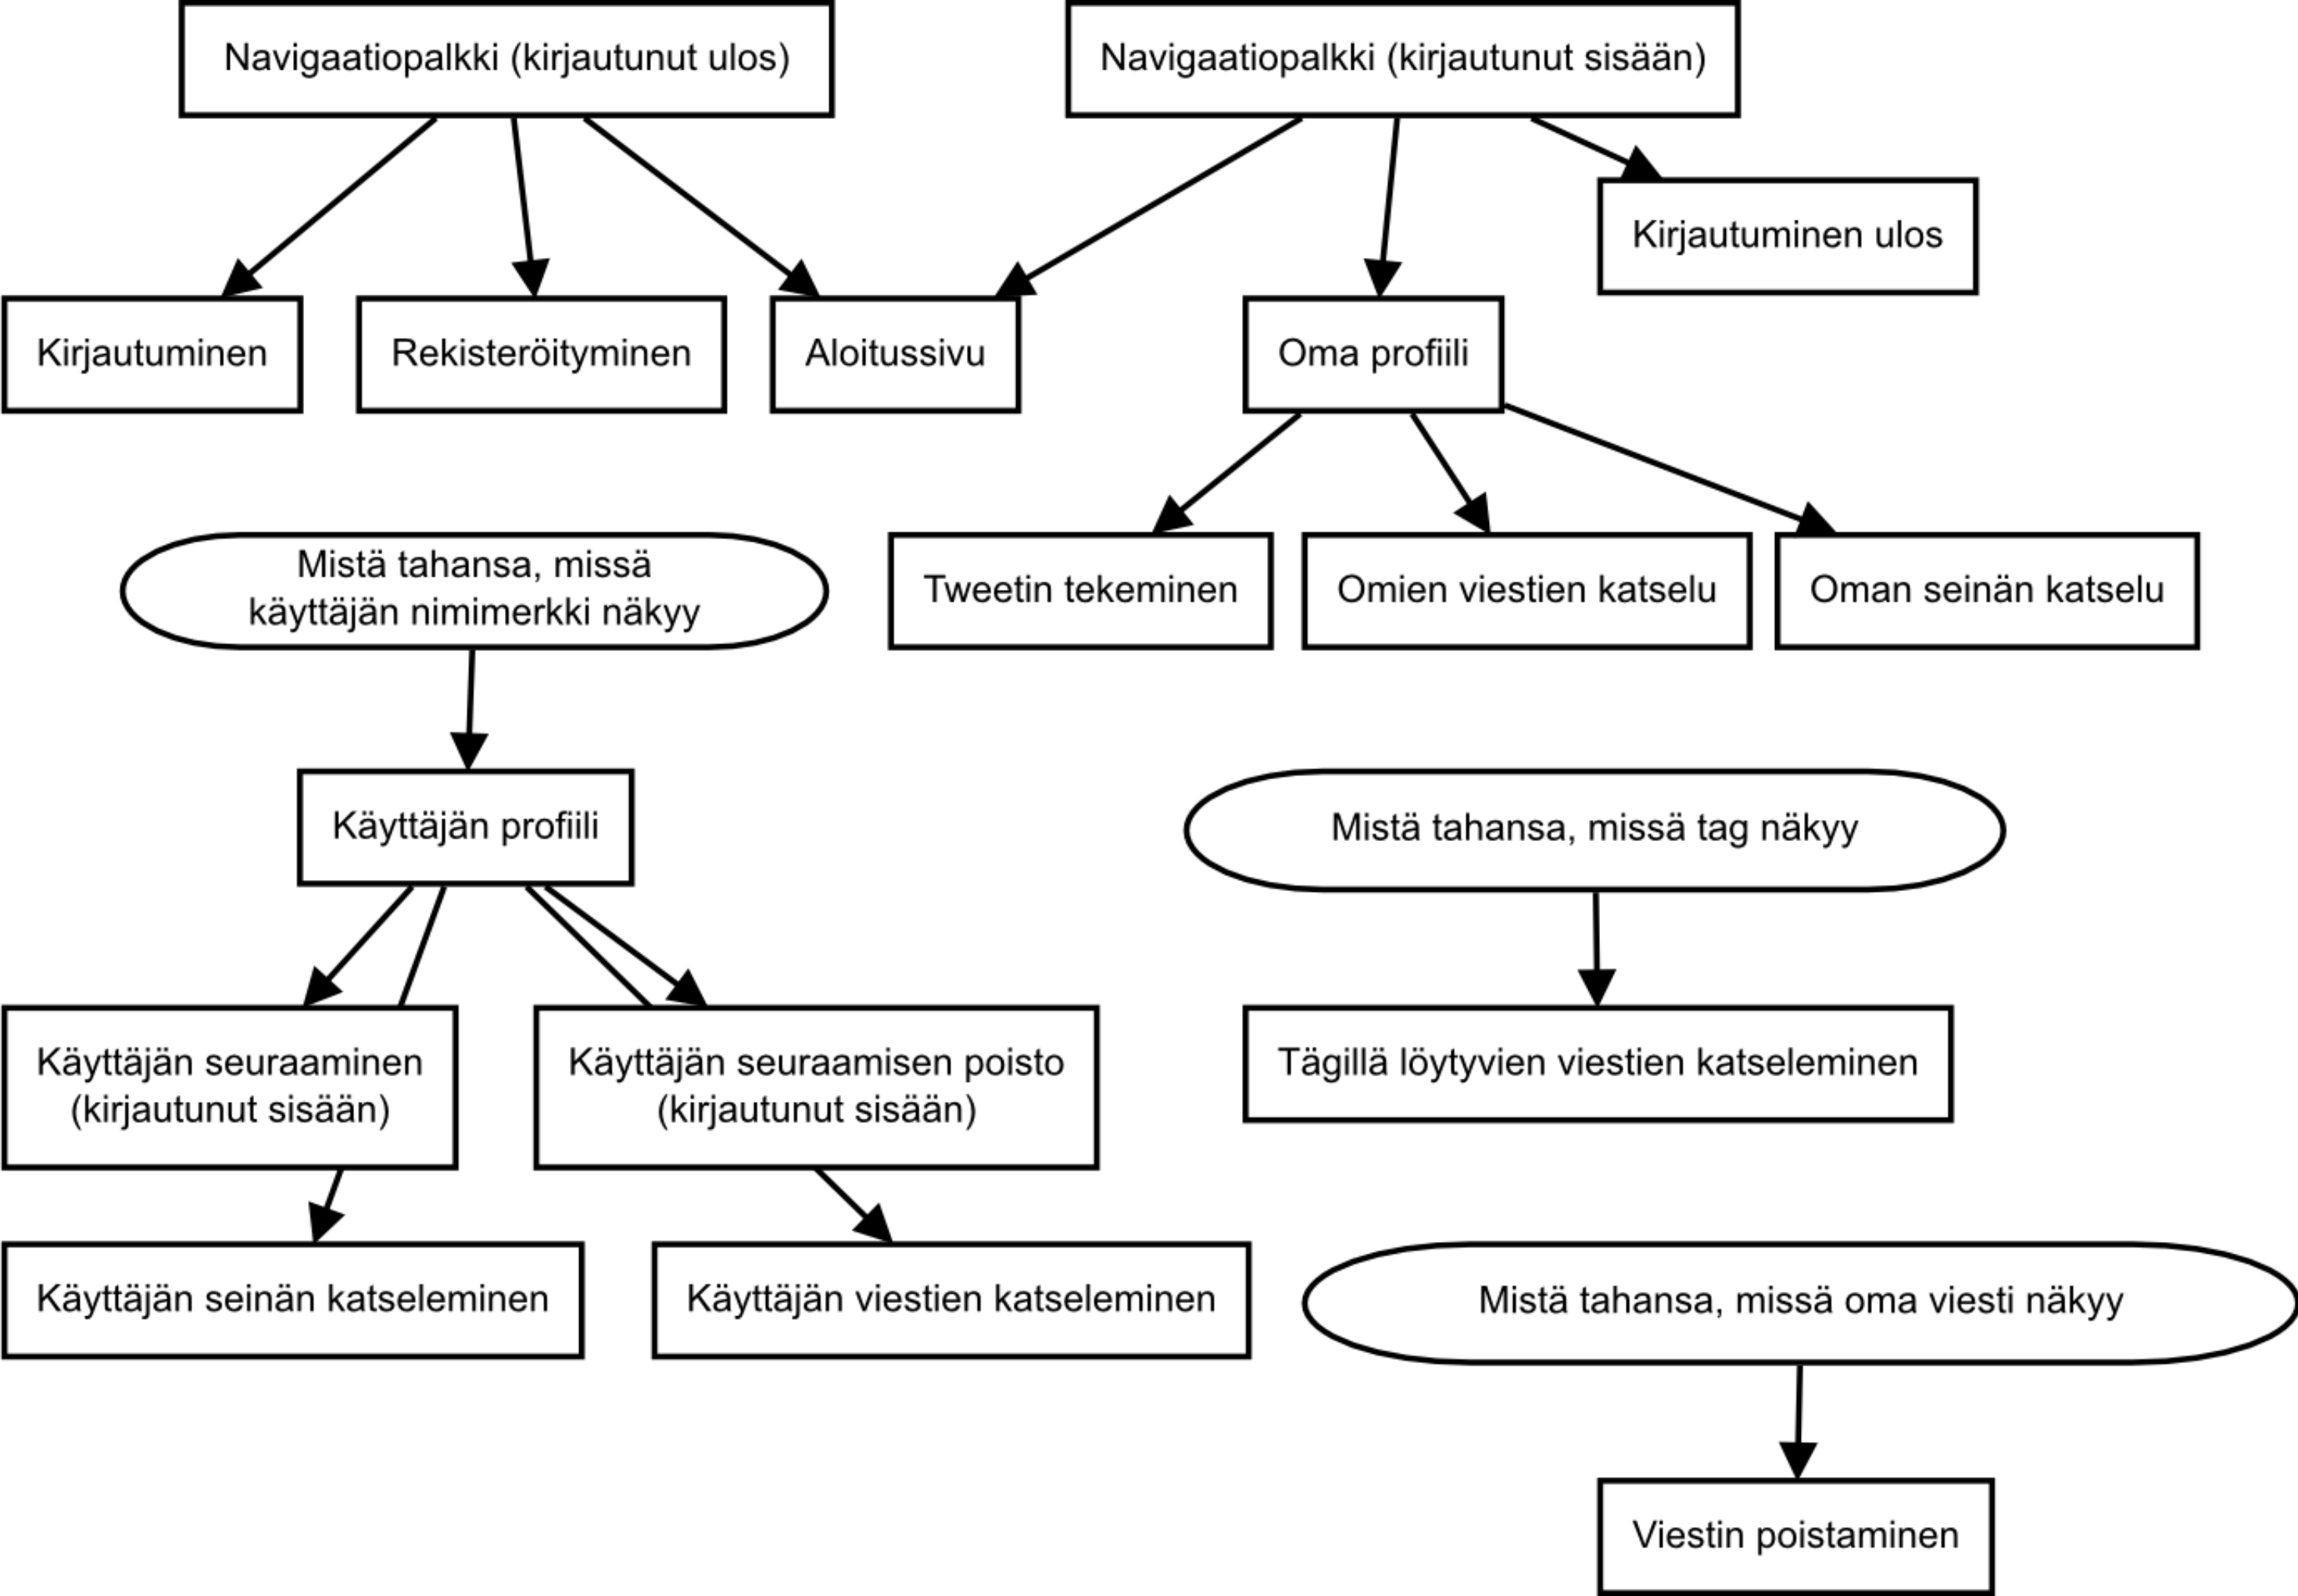 Navigaatiopalkki (kirjautunut ulos)
Navigaatiopalkki (kirjautunut sisään)
Kirjautuminen ulos
Kirjautuminen
Rekisteröityminen
Aloitussivu
Oma profiili
Mistä tahansa, missä
käyttäjän nimimerkki näkyy
Tweetin tekeminen
Omien viestien katselu
Oman seinän katselu
Käyttäjän profiili
Mistä tahansa, missä tag näkyy
Käyttäjän seuraaminen
(kirjautunut sisään)
Käyttäjän seuraamisen poisto
(kirjautunut sisään)
Tägillä löytyvien viestien katseleminen
Käyttäjän seinän katseleminen
Käyttäjän viestien katseleminen
Mistä tahansa, missä oma viesti näkyy
Viestin poistaminen